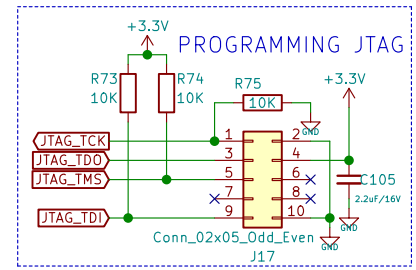 +3.3V
PROGRAMMING JTAG
R73
10K
R74
10K
R75
10K
+3.3V
GND
JTAG_TCK
JTAG_TDO
JTAG_TMS
JTAG_TDI
1
2
3
4
5
6
7
8
9
10
C105
2.2uF/16V
GND
GND
Conn_02x05_Odd_Even
J17